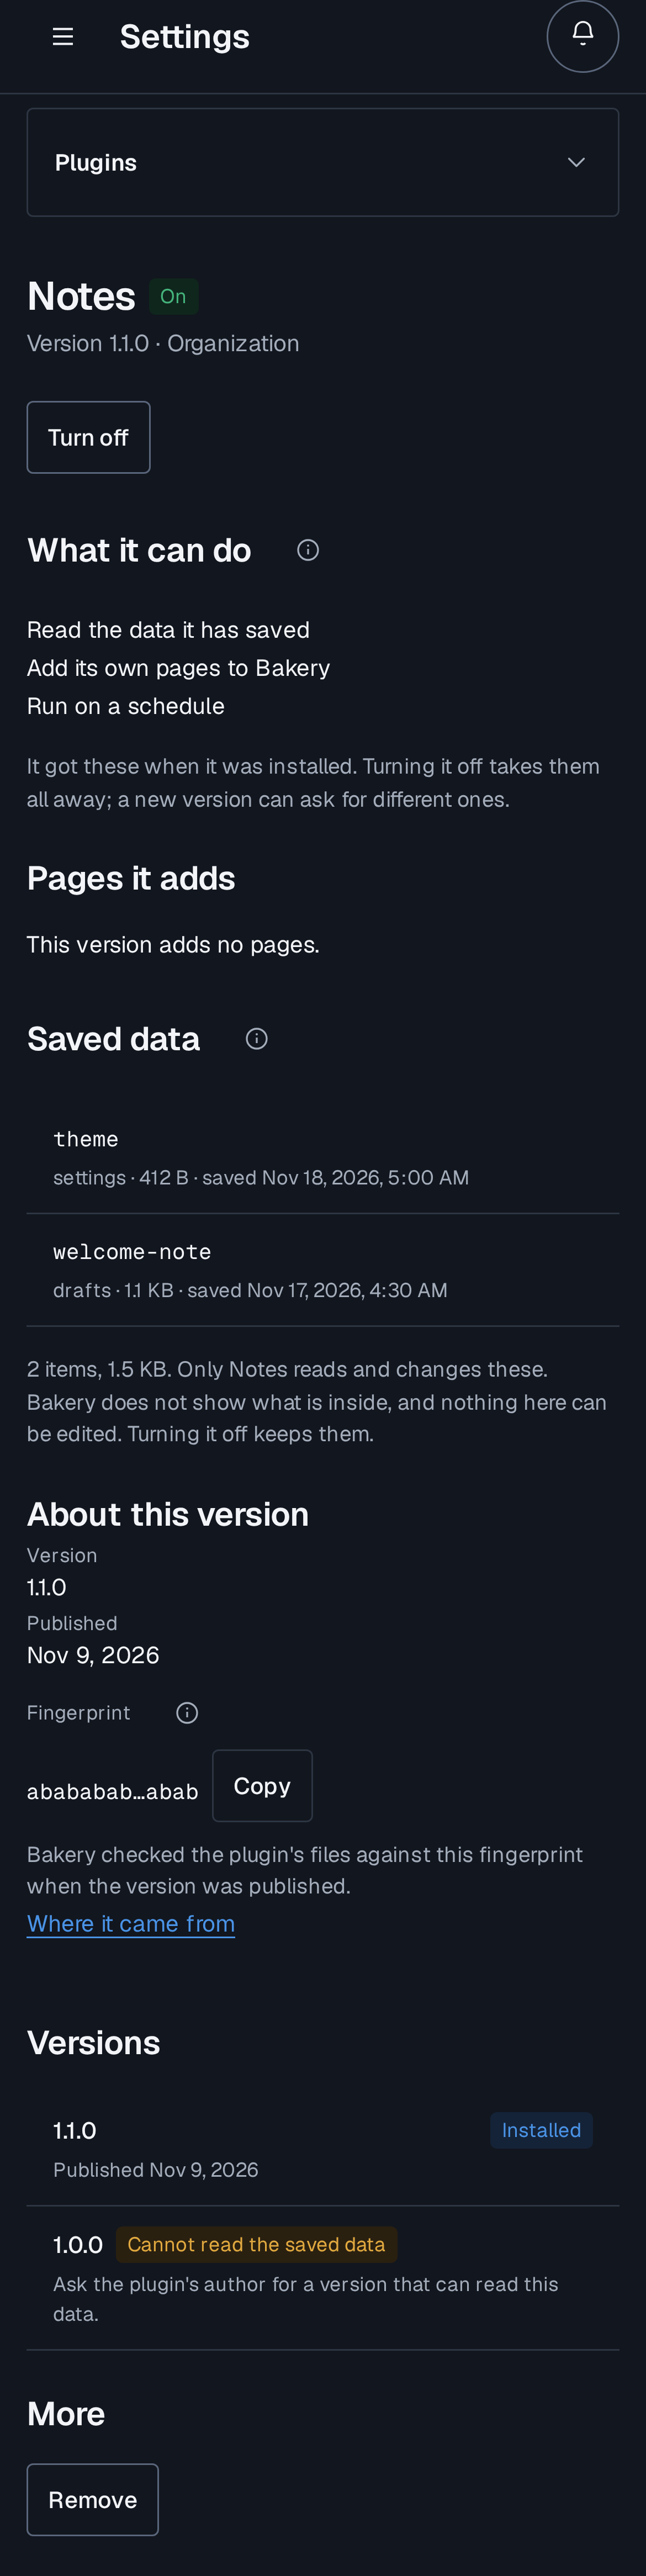 Settings
Plugins
Notes On
Version 1.1.0 · Organization
Turn off
What it can do
Read the data it has saved
Add its own pages to Bakery
Run on a schedule
It got these when it was installed. Turning it off takes them
all away; a new version can ask for different ones.
Pages it adds
This version adds no pages.
Saved data
theme
settings · 412 B · saved Nov 18, 2026, 5:00 AM
welcome-note
drafts · 1.1 KB · saved Nov 17, 2026, 4:30 AM
2 items, 1.5 KB. Only Notes reads and changes these.
Bakery does not show what is inside, and nothing here can
be edited. Turning it off keeps them.
About this version
Version
1.1.0
Published
Nov 9, 2026
Fingerprint
abababab…abab Copy
Bakery checked the plugin's files against this fingerprint
when the version was published.
Where it came from
Versions
1.1.0 Installed
Published Nov 9, 2026
1.0.0 Cannot read the saved data
Ask the plugin's author for a version that can read this
data.
More
Remove